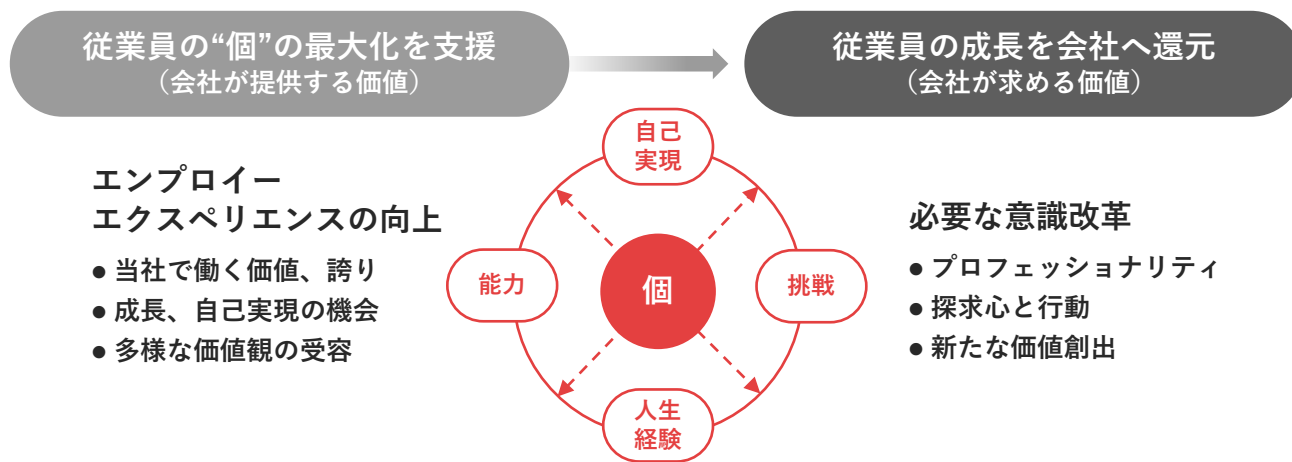 従業員の“個”の最大化を支援
（会社が提供する価値）
従業員の成長を会社へ還元
（会社が求める価値）
エンプロイー
エクスペリエンスの向上
● 当社で働く価値、誇り
● 成長、自己実現の機会
● 多様な価値観の受容
自己
実現
能力
個
挑戦
人生
経験
必要な意識改革
● プロフェッショナリティ
● 探求心と行動
● 新たな価値創出